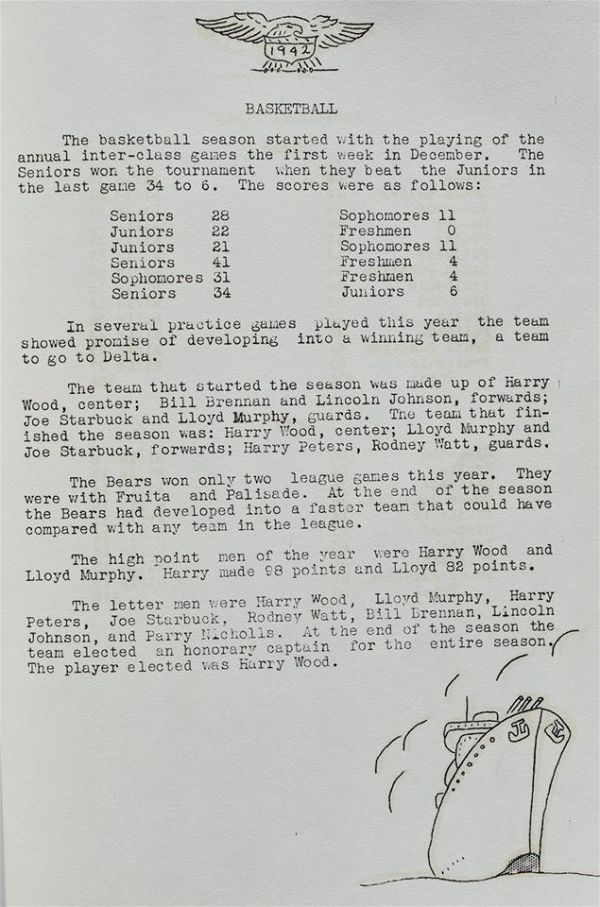 1942
BASKETBALL
The basketball season started with the playing of the
annual inter-class games the first week in December. The
Seniors won the tournament when they beat the Juniors in
the last game 34 to 6. The scores were as follows:
Seniors 28 Sophomores 11
Juniors 22 Freshmen 0
Juniors 21 Sophomores 11
Seniors 41 Freshmen 4
Sophomores 31 Freshmen 4
Seniors 34 Juniors 6
In several practice games played this year the team
showed promise of developing into a winning team, a team
to go to Delta.
The team that started the season was made up of Harry
Wood, center; Bill Brennan and Lincoln Johnson, forwards;
Joe Starbuck and Lloyd Murphy, guards. The team that fin-
ished the season was: Harry Wood, center; Lloyd Murphy and
Joe Starbuck, forwards; Harry Peters, Rodney Watt, guards.
The Bears won only two league games this year. They
were with Fruita and Palisade. At the end of the season
the Bears had developed into a faster team that could have
compared with any team in the league.
The high point men of the year were Harry Wood and
Lloyd Murphy. Harry made 98 points and Lloyd 82 points.
The letter men were Harry Wood, Lloyd Murphy, Harry
Peters, Joe Starbuck, Rodney Watt, Bill Brennan, Lincoln
Johnson, and Parry Nicholls. At the end of the season the
team elected an honorary captain for the entire season.
The player elected was Harry Wood.